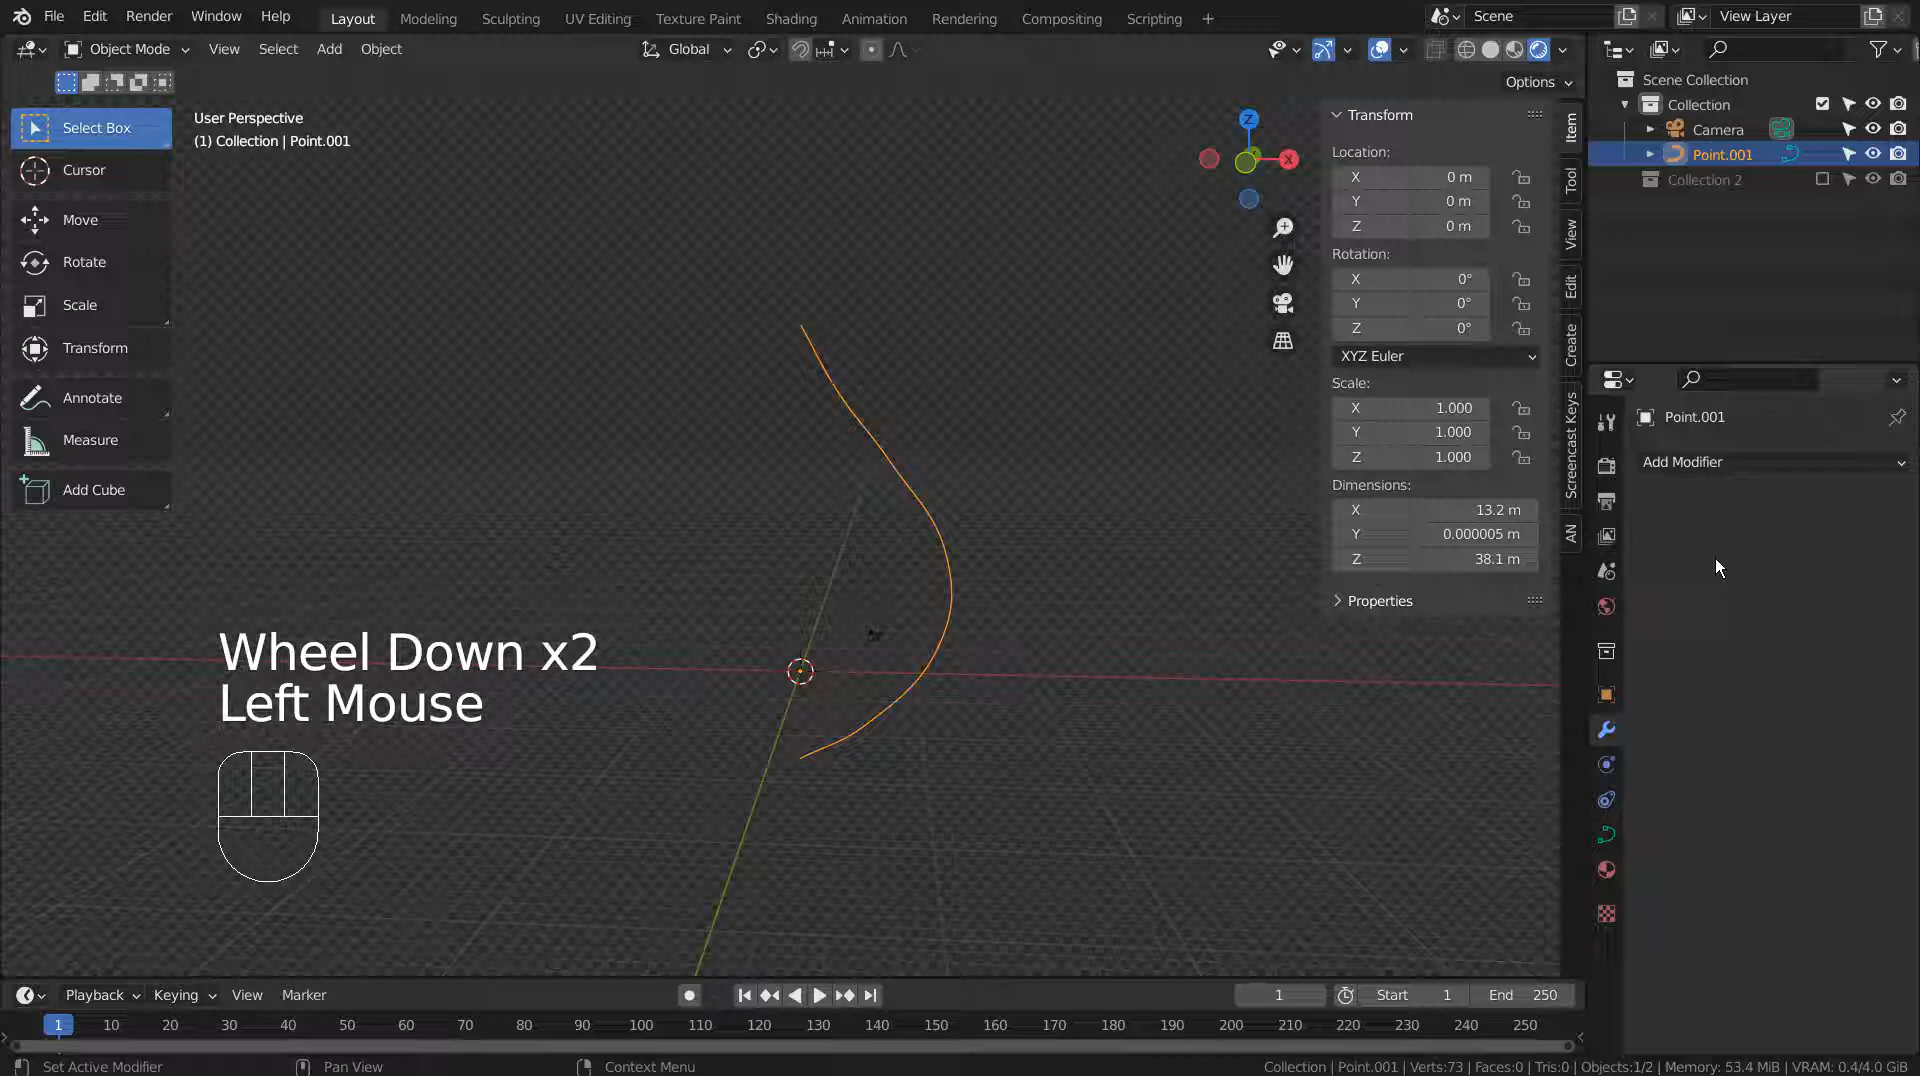 File Edit Render Window Help Layout Modeling Sculpting UV Editing Texture Paint Shading Animation Rendering Compositing Scripting + Scene View Layer
Object Mode View Select Add Object Global
Options
Select Box
Cursor
Move
Rotate
Scale
Transform
Annotate
Measure
Add Cube
User Perspective
(1) Collection | Point.001
Z
X
Wheel Down x2
Left Mouse
Transform
Location:
X 0 m
Y 0 m
Z 0 m
Rotation:
X 0°
Y 0°
Z 0°
XYZ Euler
Scale:
X 1.000
Y 1.000
Z 1.000
Dimensions:
X 13.2 m
Y 0.000005 m
Z 38.1 m
Properties
Item
Tool
View
Edit
Create
Screencast Keys
AN
Scene Collection
Collection
Camera
Point.001
Collection 2
Point.001
Add Modifier
Playback Keying View Marker 1 Start 1 End 250
1 10 20 30 40 50 60 70 80 90 100 110 120 130 140 150 160 170 180 190 200 210 220 230 240 250
Set Active Modifier Pan View Context Menu Collection | Point.001 | Verts:73 | Faces:0 | Tris:0 | Objects:1/2 | Memory: 53.4 MiB | VRAM: 0.4/4.0 GiB